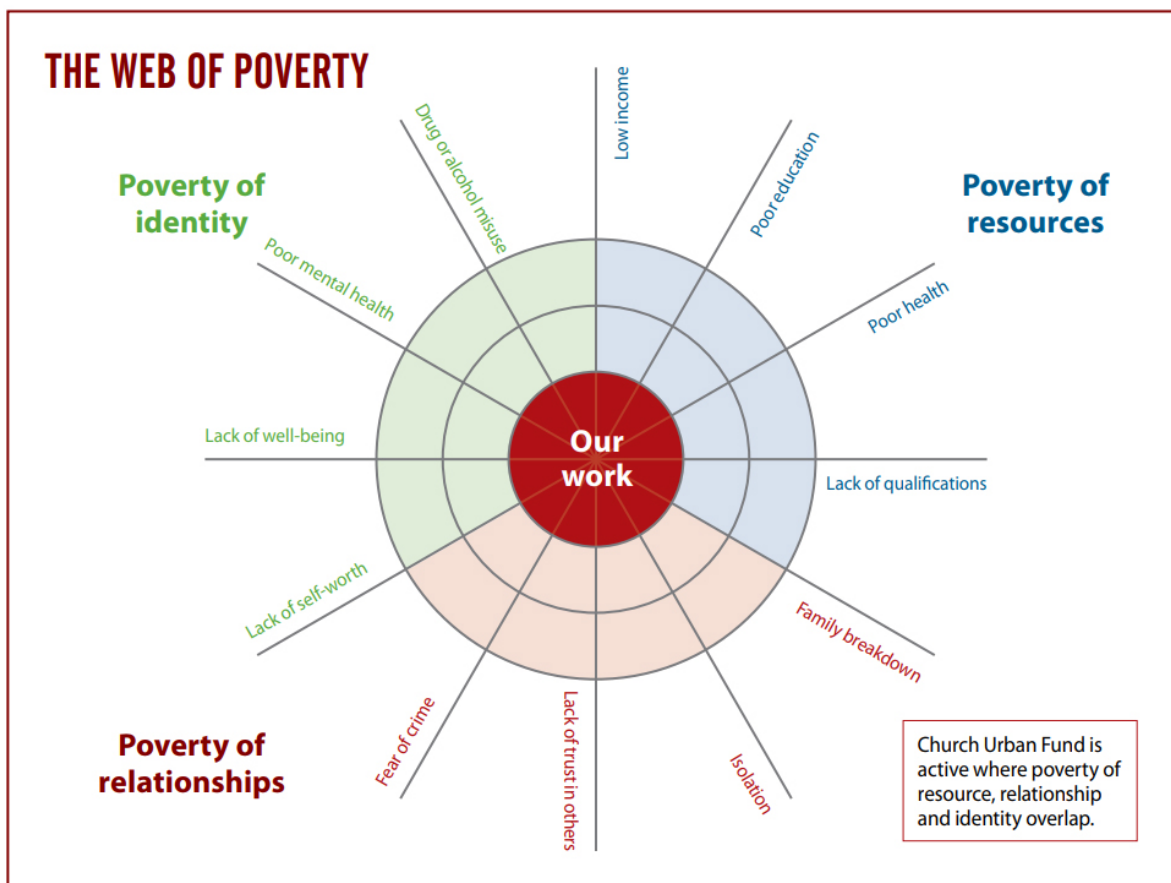 THE WEB OF POVERTY
Poverty of
identity
Drug or alcohol misuse
Poor mental health
Lack of well-being
Lack of self-worth
Low income
Poor education
Poor health
Lack of qualifications
Poverty of
resources
Our
work
Poverty of
relationships
Fear of crime
Lack of trust in others
Isolation
Family breakdown
Church Urban Fund is
active where poverty of
resource, relationship
and identity overlap.